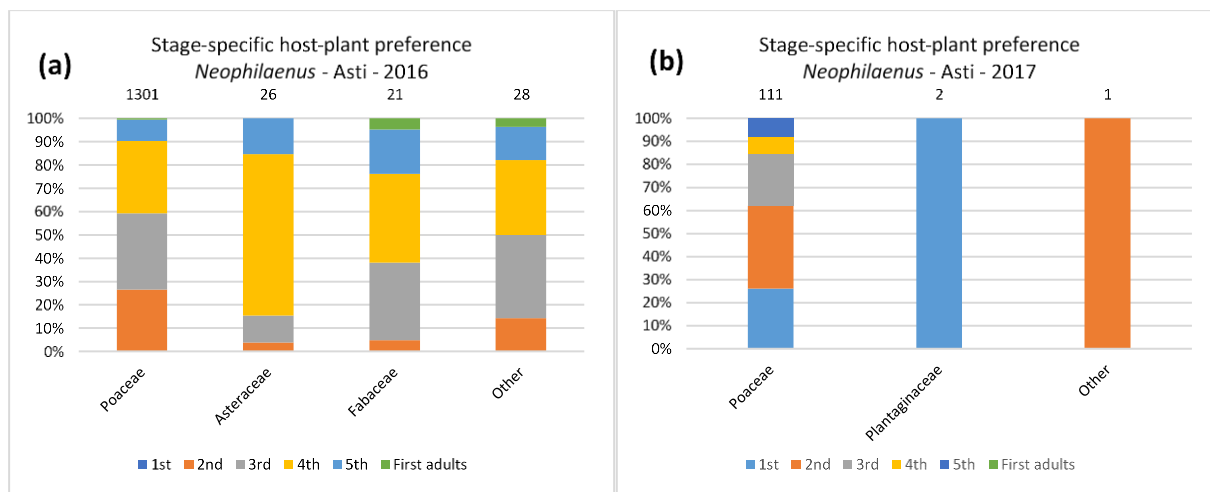 (a)
Stage-specific host-plant preference
Neophilaenus - Asti - 2016
1301 26 21 28
100%
90%
80%
70%
60%
50%
40%
30%
20%
10%
0%
Poaceae
Asteraceae
Fabaceae
Other
1st 2nd 3rd 4th 5th First adults
(b)
Stage-specific host-plant preference
Neophilaenus - Asti - 2017
111 2 1
100%
90%
80%
70%
60%
50%
40%
30%
20%
10%
0%
Poaceae
Plantaginaceae
Other
1st 2nd 3rd 4th 5th First adults